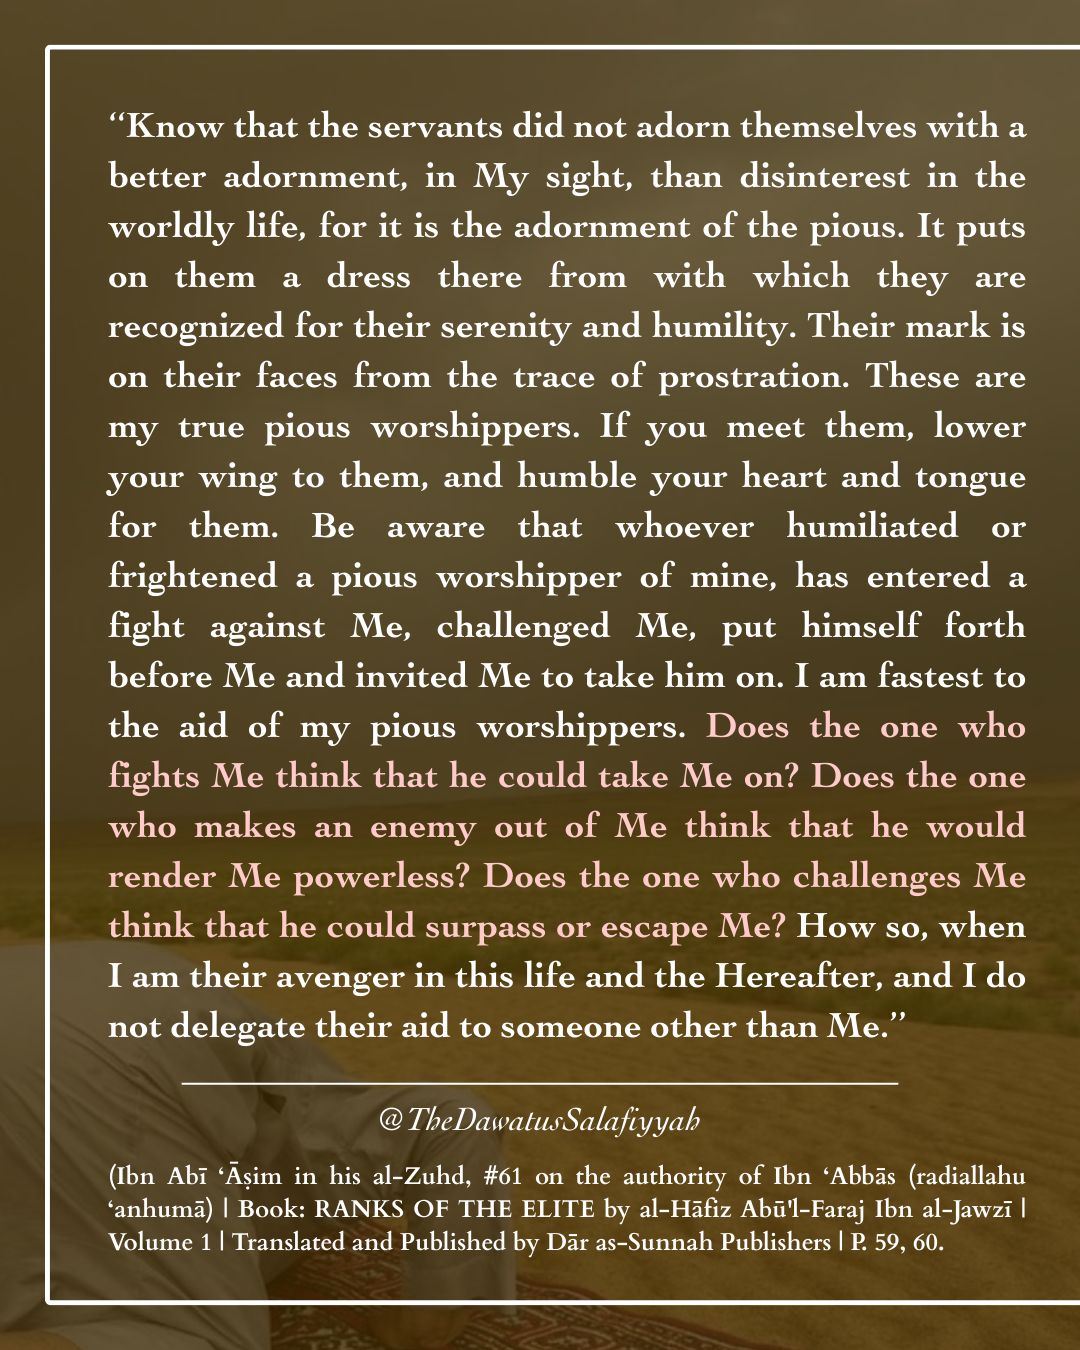 “Know that the servants did not adorn themselves with a
better adornment, in My sight, than disinterest in the
worldly life, for it is the adornment of the pious. It puts
on them a dress there from with which they are
recognized for their serenity and humility. Their mark is
on their faces from the trace of prostration. These are
my true pious worshippers. If you meet them, lower
your wing to them, and humble your heart and tongue
for them. Be aware that whoever humiliated or
frightened a pious worshipper of mine, has entered a
fight against Me, challenged Me, put himself forth
before Me and invited Me to take him on. I am fastest to
the aid of my pious worshippers. Does the one who
fights Me think that he could take Me on? Does the one
who makes an enemy out of Me think that he would
render Me powerless? Does the one who challenges Me
think that he could surpass or escape Me? How so, when
I am their avenger in this life and the Hereafter, and I do
not delegate their aid to someone other than Me.”
@TheDawatusSalafiyyah
(Ibn Abī ‘Āṣim in his al-Zuhd, #61 on the authority of Ibn ‘Abbās (radiallahu
‘anhumā) | Book: RANKS OF THE ELITE by al-Hāfiz Abū'l-Faraj Ibn al-Jawzī |
Volume 1 | Translated and Published by Dār as-Sunnah Publishers | P. 59, 60.